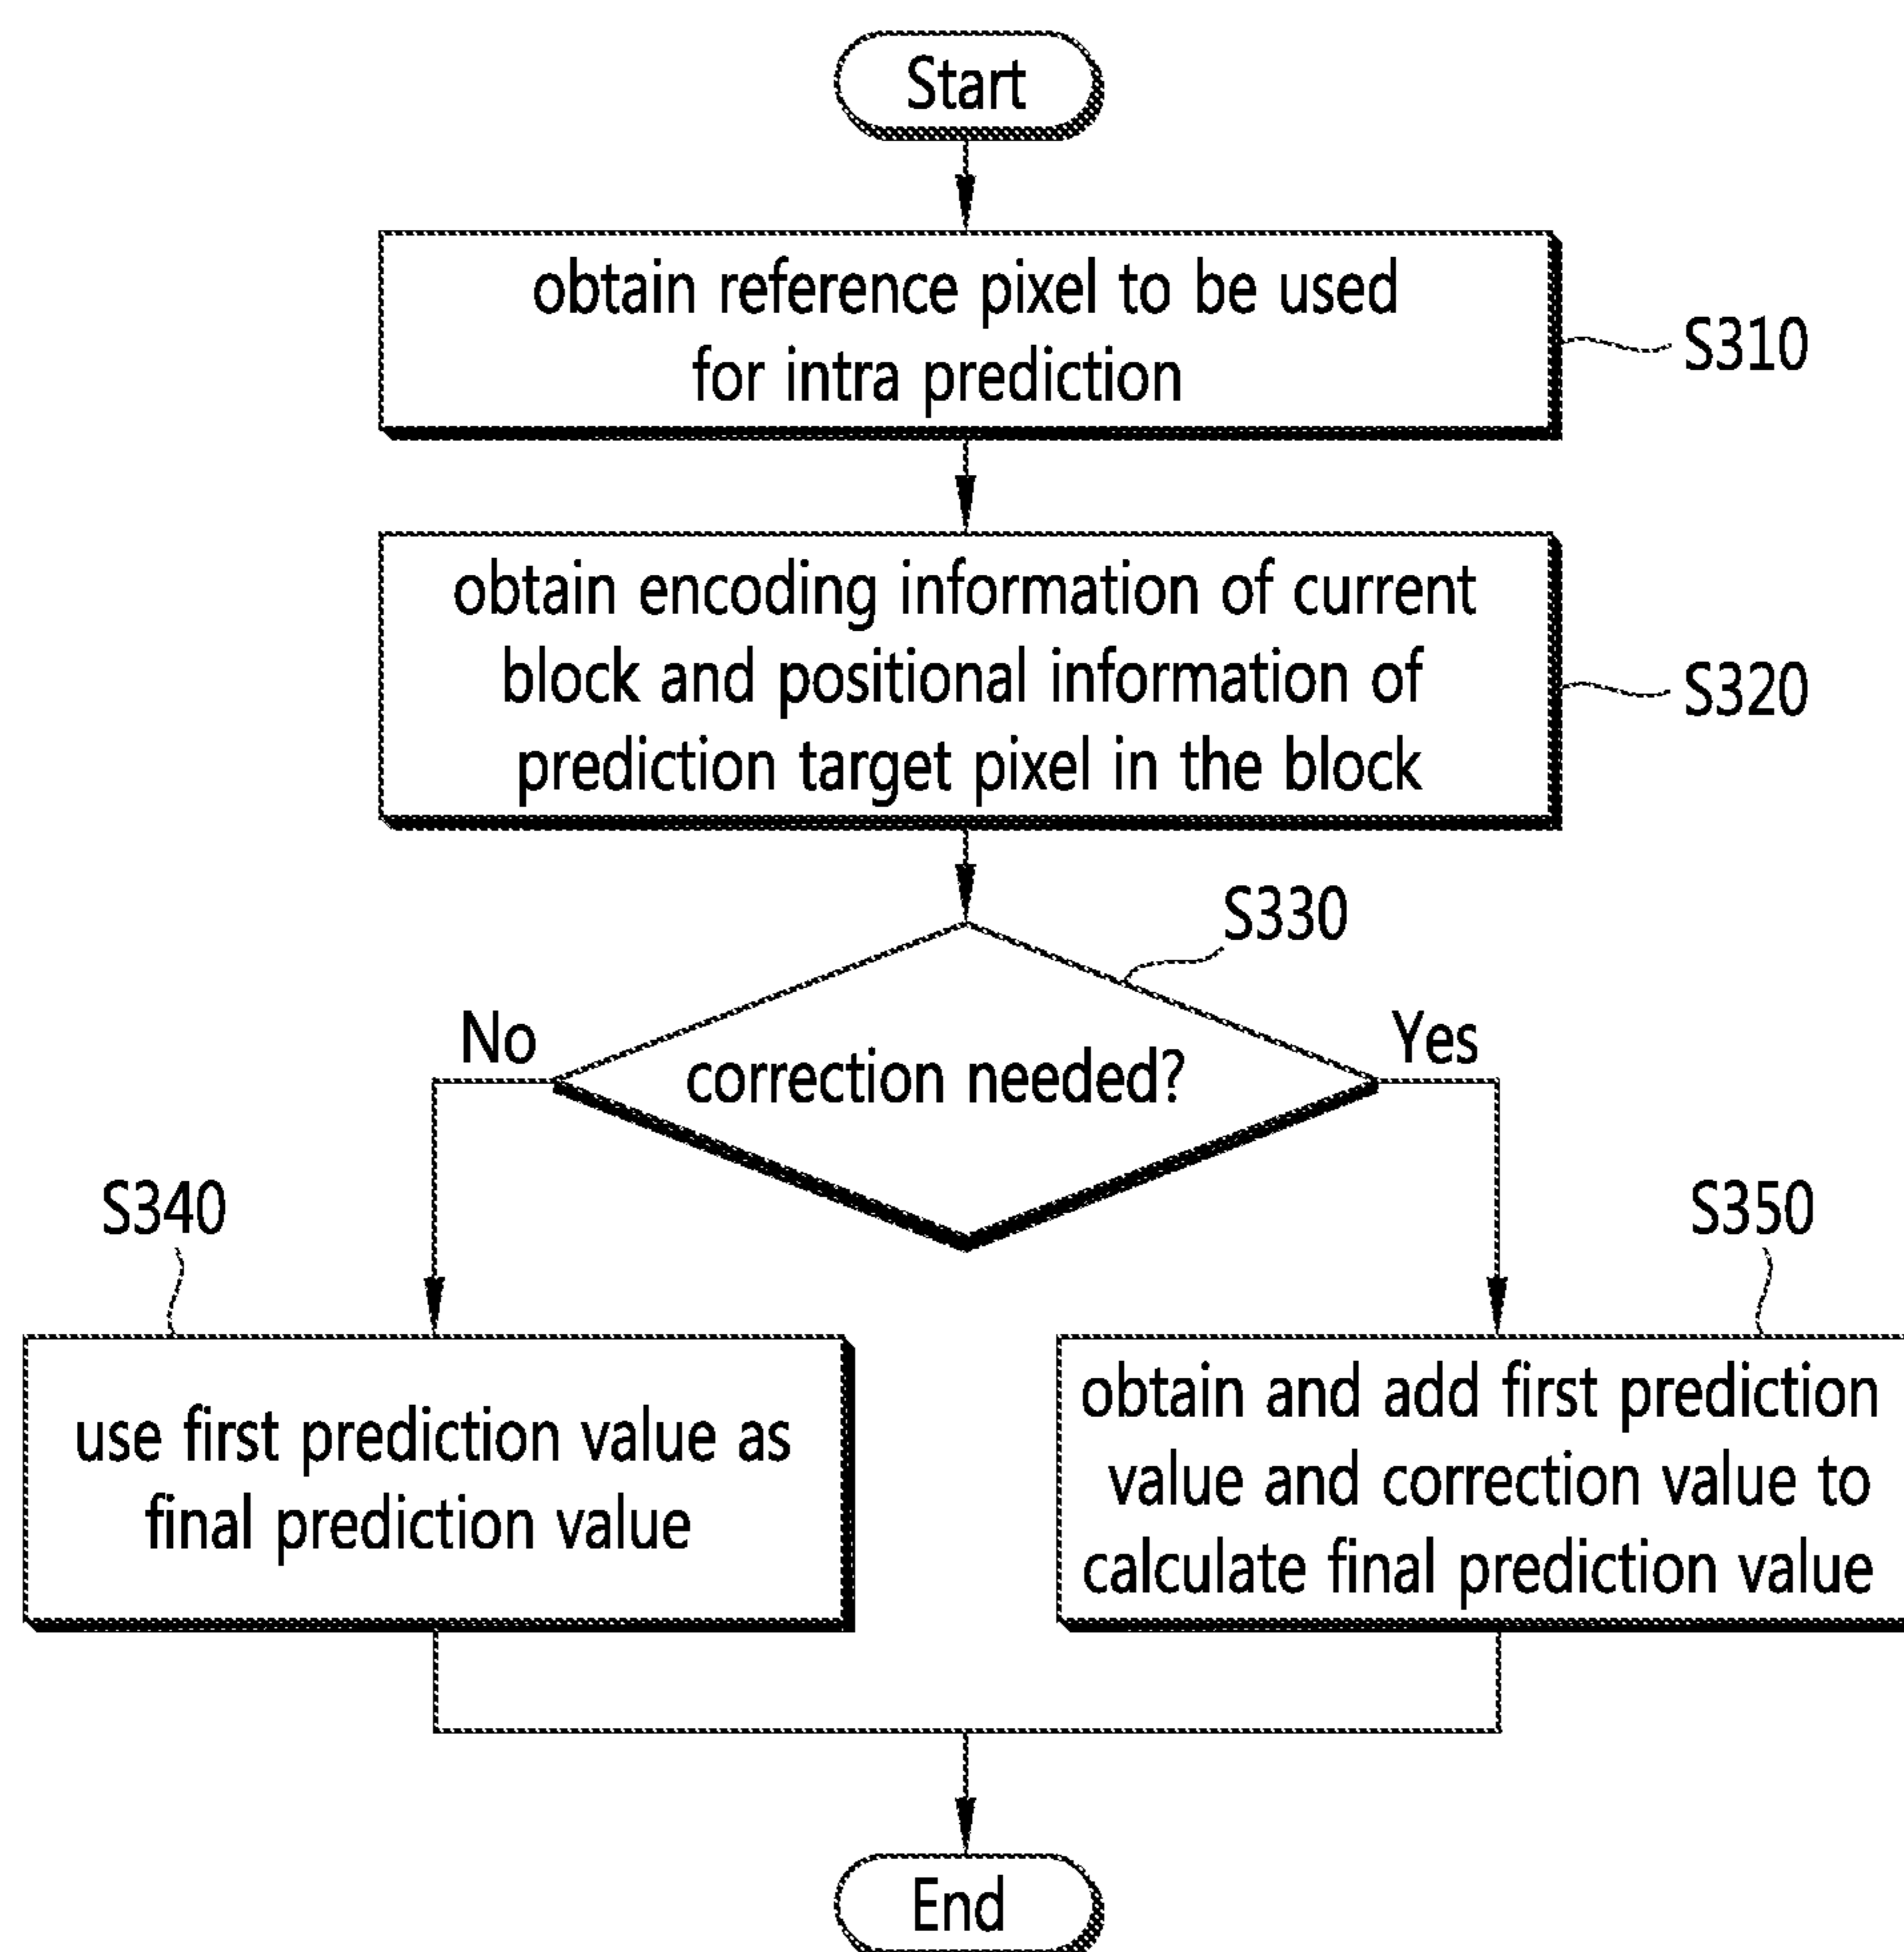 Start
obtain reference pixel to be used
for intra prediction
S310
obtain encoding information of current
block and positional information of
prediction target pixel in the block
S320
S330
No
correction needed?
Yes
S340
S350
use first prediction value as
final prediction value
obtain and add first prediction
value and correction value to
calculate final prediction value
End